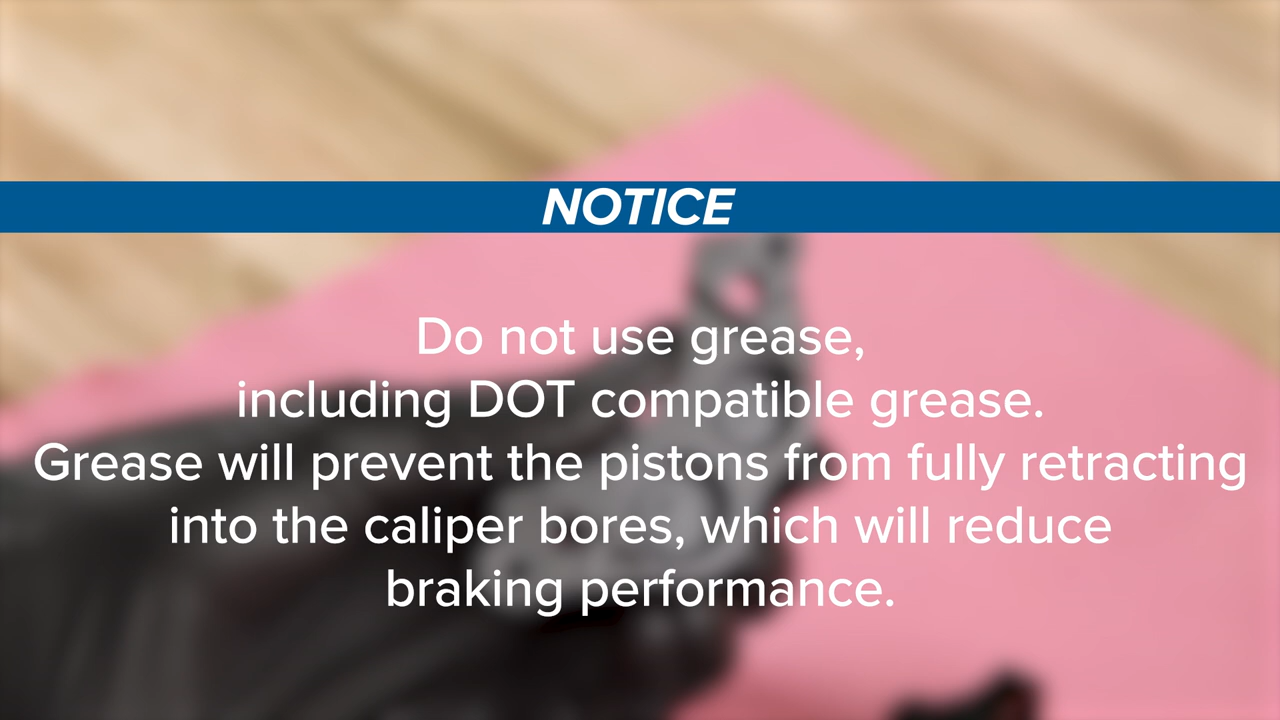 NOTICE
Do not use grease,
including DOT compatible grease.
Grease will prevent the pistons from fully retracting
into the caliper bores, which will reduce
braking performance.